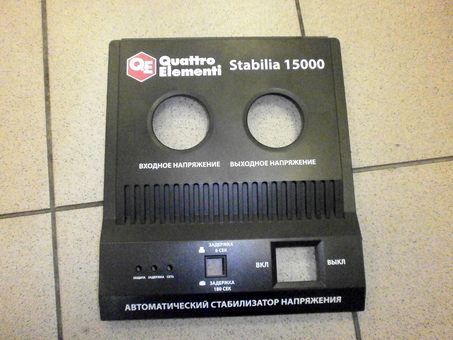 QE Quattro Elementi Stabilia 15000
ВХОДНОЕ НАПРЯЖЕНИЕ ВЫХОДНОЕ НАПРЯЖЕНИЕ
ЗАДЕРЖКА
6 СЕК
ВКЛ ВЫКЛ
ЗАЩИТА ЗАДЕРЖКА СЕТЬ
ЗАДЕРЖКА
180 СЕК
АВТОМАТИЧЕСКИЙ СТАБИЛИЗАТОР НАПРЯЖЕНИЯ